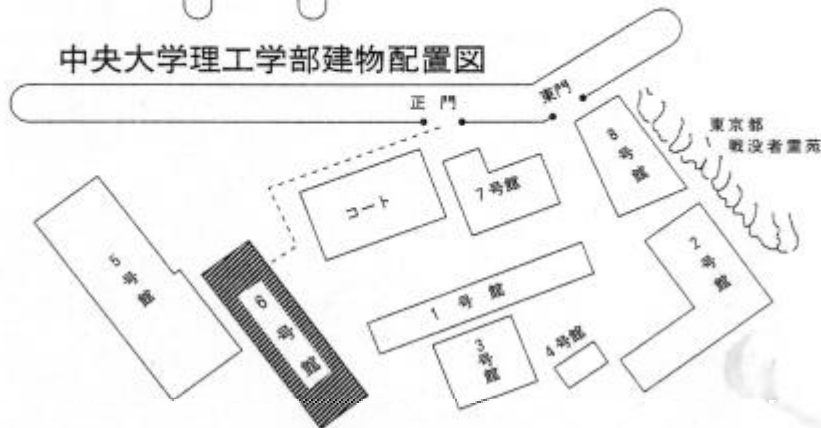 中央大学理工学部建物配置図
正門
東門
東京都
戦没者霊苑
8号館
コート
7号館
2号館
5号館
6号館
1号館
3号館
4号館